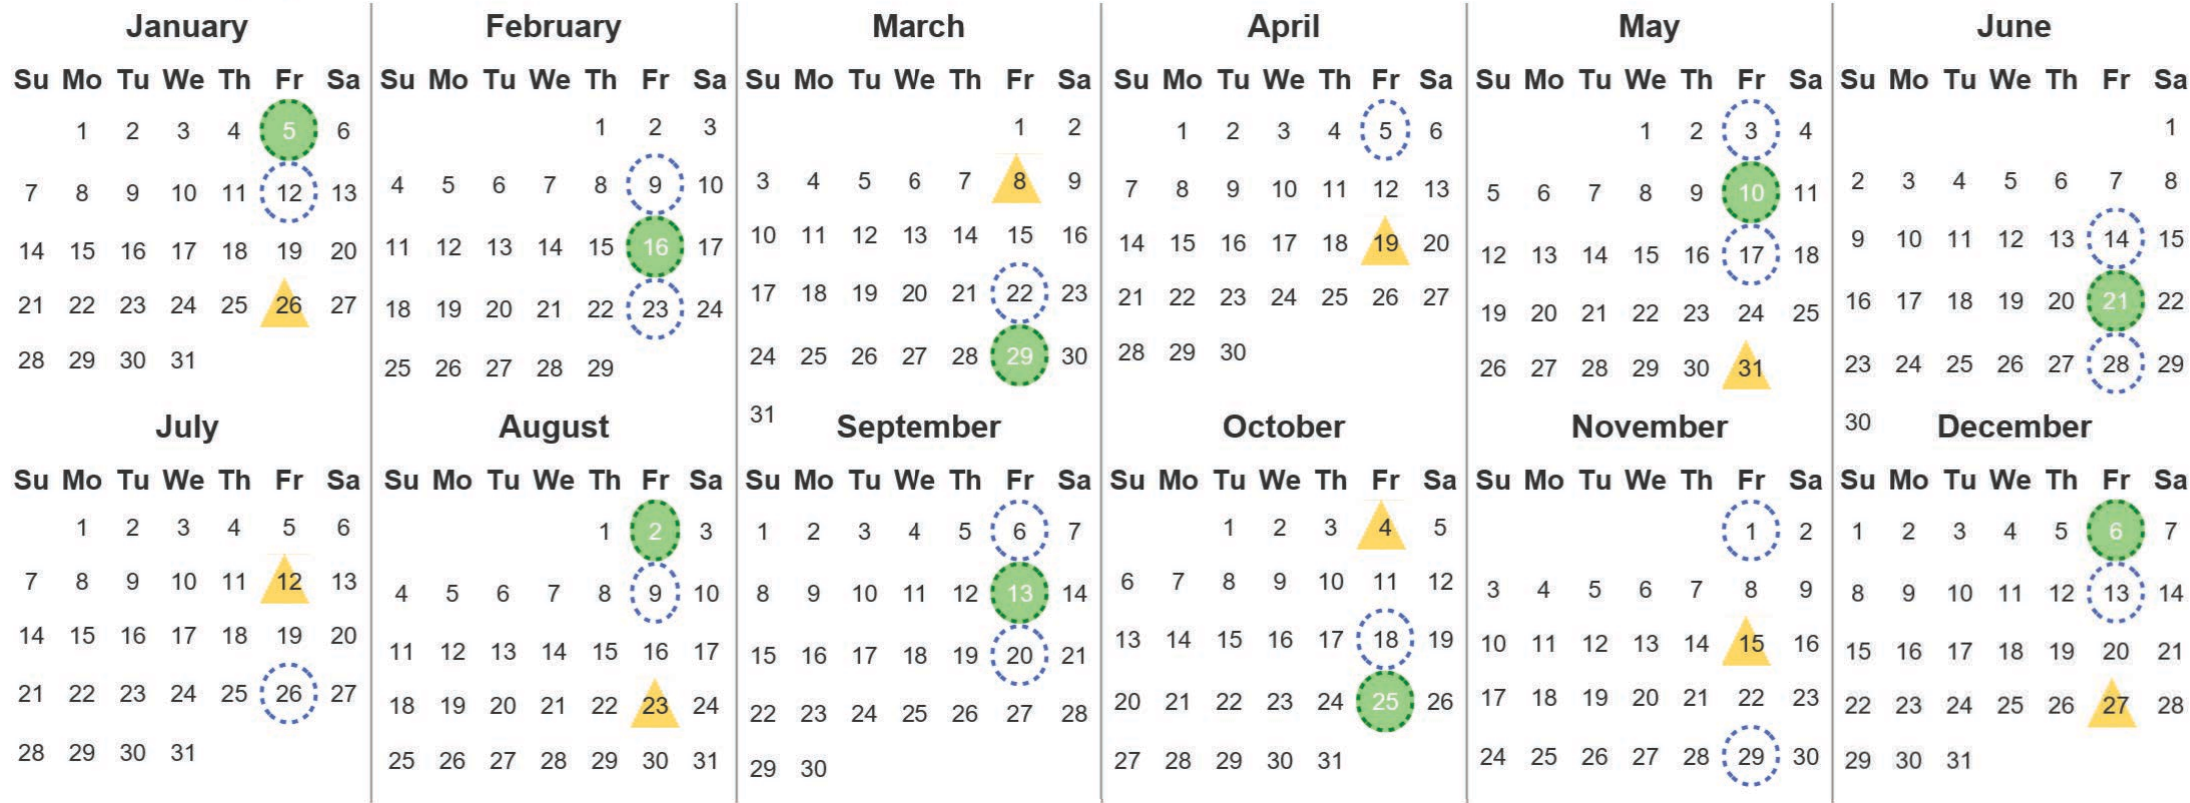 January
Su Mo Tu We Th Fr Sa
1 2 3 4 5 6
7 8 9 10 11 12 13
14 15 16 17 18 19 20
21 22 23 24 25 26 27
28 29 30 31
February
Su Mo Tu We Th Fr Sa
1 2 3
4 5 6 7 8 9 10
11 12 13 14 15 16 17
18 19 20 21 22 23 24
25 26 27 28 29
March
Su Mo Tu We Th Fr Sa
1 2
3 4 5 6 7 8 9
10 11 12 13 14 15 16
17 18 19 20 21 22 23
24 25 26 27 28 29 30
31
April
Su Mo Tu We Th Fr Sa
1 2 3 4 5 6
7 8 9 10 11 12 13
14 15 16 17 18 19 20
21 22 23 24 25 26 27
28 29 30
May
Su Mo Tu We Th Fr Sa
1 2 3 4
5 6 7 8 9 10 11
12 13 14 15 16 17 18
19 20 21 22 23 24 25
26 27 28 29 30 31
June
Su Mo Tu We Th Fr Sa
1
2 3 4 5 6 7 8
9 10 11 12 13 14 15
16 17 18 19 20 21 22
23 24 25 26 27 28 29
30
July
Su Mo Tu We Th Fr Sa
1 2 3 4 5 6
7 8 9 10 11 12 13
14 15 16 17 18 19 20
21 22 23 24 25 26 27
28 29 30 31
August
Su Mo Tu We Th Fr Sa
1 2 3
4 5 6 7 8 9 10
11 12 13 14 15 16 17
18 19 20 21 22 23 24
25 26 27 28 29 30 31
September
Su Mo Tu We Th Fr Sa
1 2 3 4 5 6 7
8 9 10 11 12 13 14
15 16 17 18 19 20 21
22 23 24 25 26 27 28
29 30
October
Su Mo Tu We Th Fr Sa
1 2 3 4 5
6 7 8 9 10 11 12
13 14 15 16 17 18 19
20 21 22 23 24 25 26
27 28 29 30 31
November
Su Mo Tu We Th Fr Sa
1 2
3 4 5 6 7 8 9
10 11 12 13 14 15 16
17 18 19 20 21 22 23
24 25 26 27 28 29 30
December
Su Mo Tu We Th Fr Sa
1 2 3 4 5 6 7
8 9 10 11 12 13 14
15 16 17 18 19 20 21
22 23 24 25 26 27 28
29 30 31